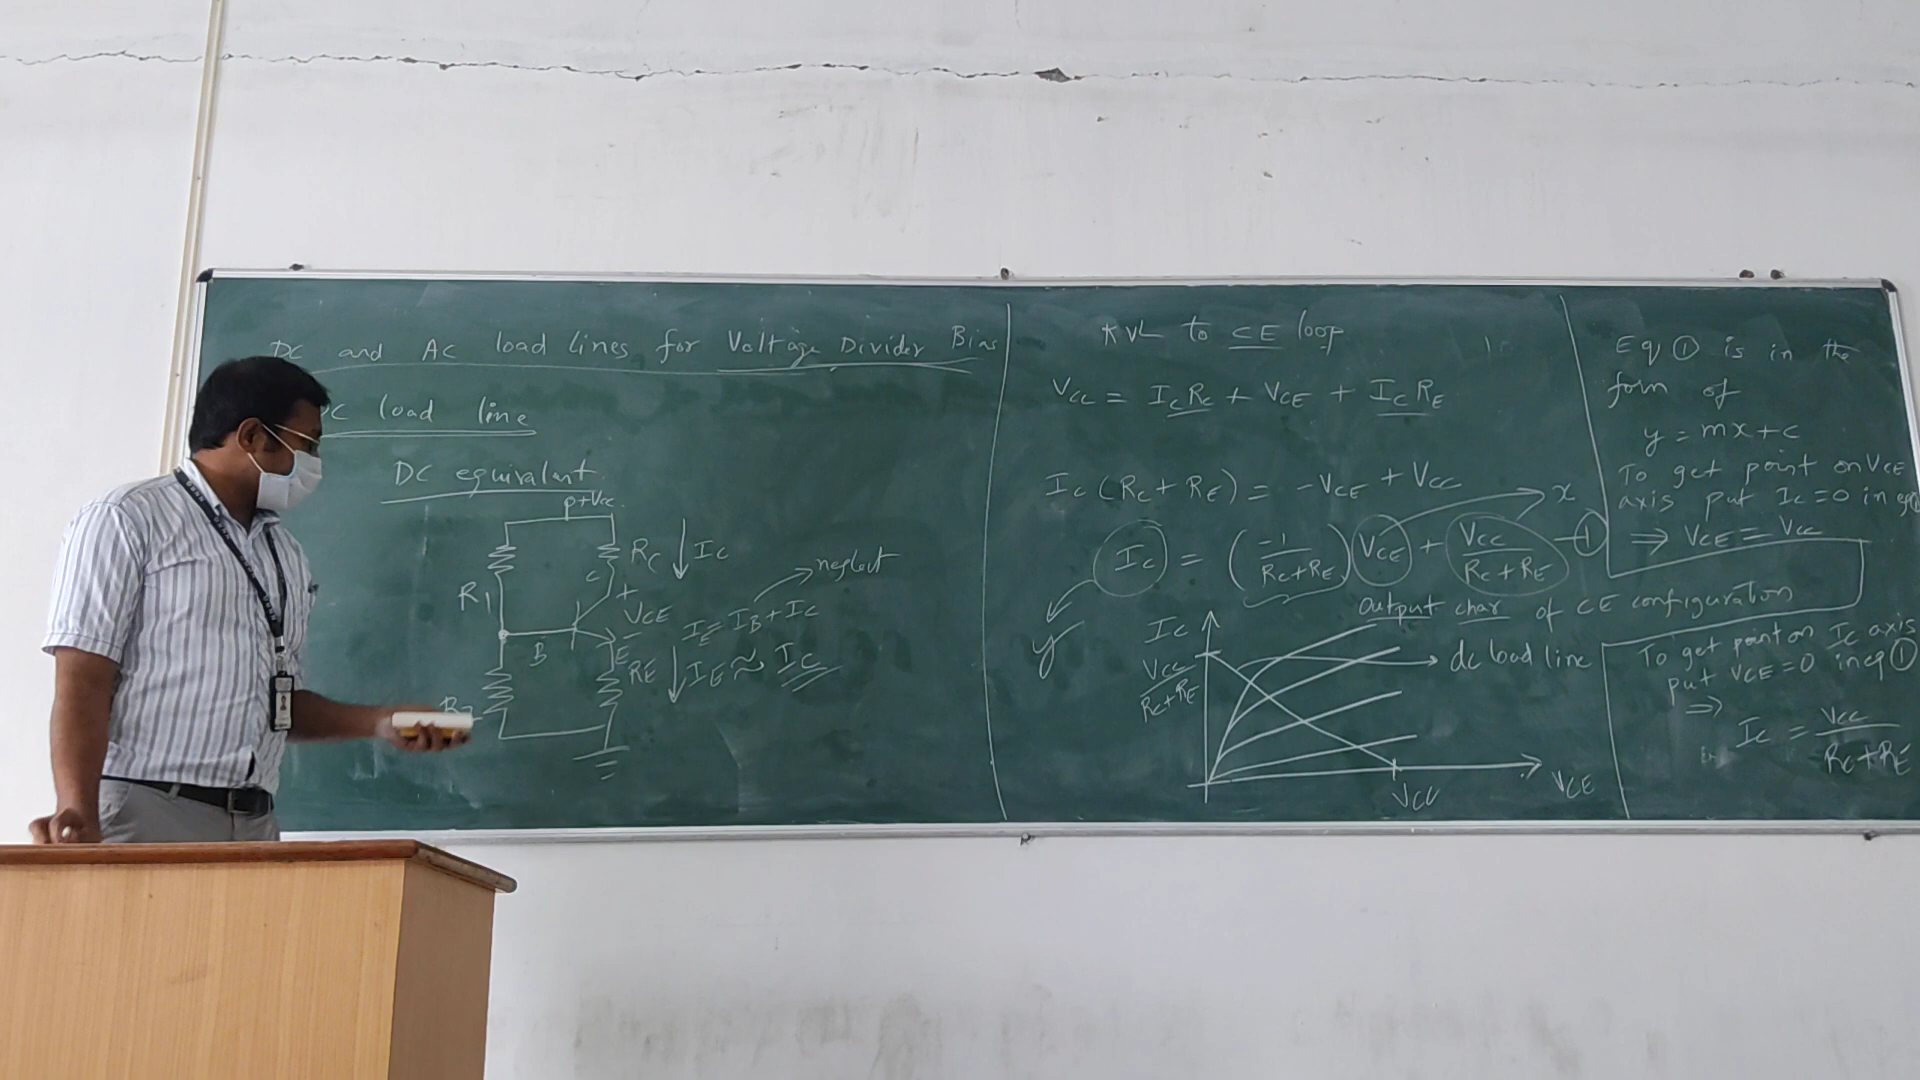 DC and AC load lines for Voltage Divider Bias
DC load line
DC equivalent
+Vcc
R1
RC
IC
C
+
VCE
-
B
E
RE
R2
neglect
IE = IB + IC
IE ≈ IC
KVL to CE loop
VCC = ICRC + VCE + ICRE
IC (RC + RE) = -VCE + VCC
x
IC = (-1/(RC+RE)) VCE + VCC/(RC+RE) - ①
y
output char of CE configuration
IC
VCC/(RC+RE)
dc load line
VCC
VCE
Eq ① is in the
form of
y = mx + c
To get point on VCE
axis put IC = 0 in eq ①
⇒ VCE = VCC
To get point on IC axis
put VCE = 0 in eq ①
⇒
IC = VCC/(RC+RE)